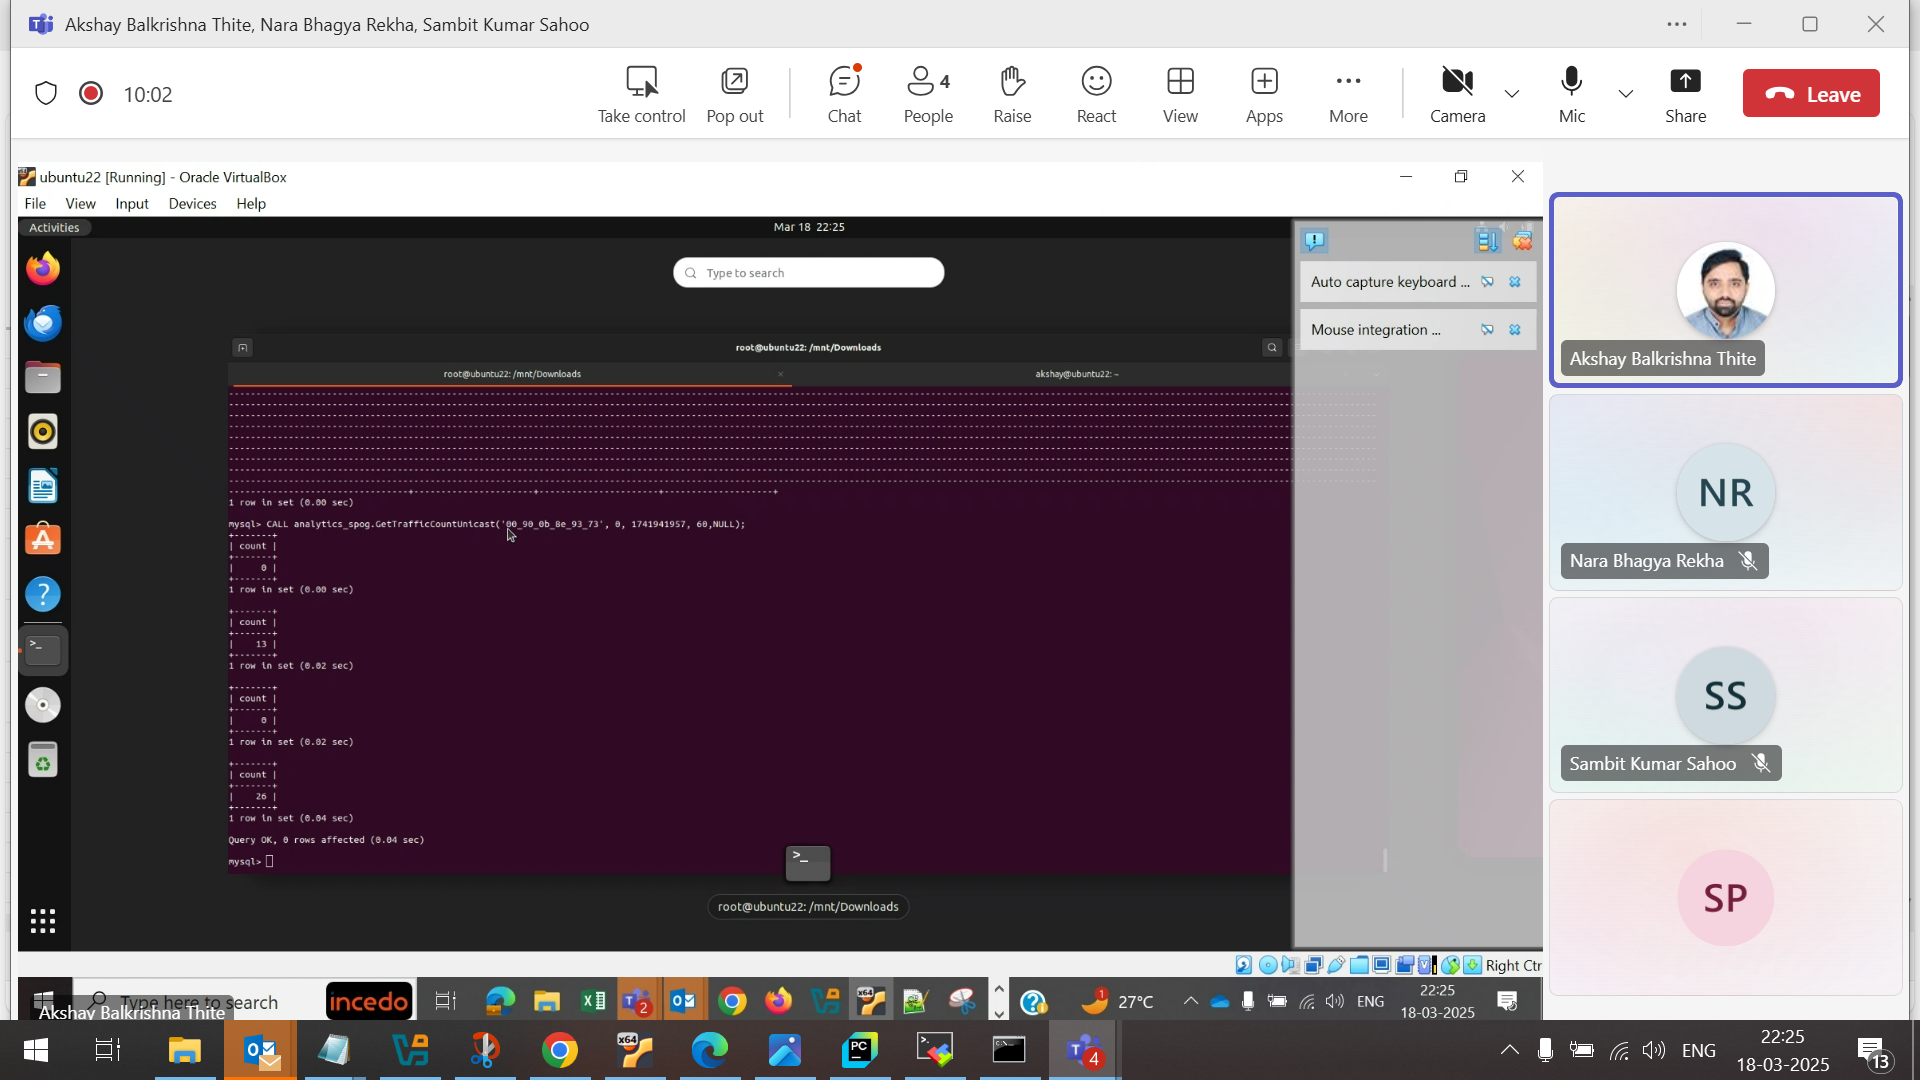 Akshay Balkrishna Thite, Nara Bhagya Rekha, Sambit Kumar Sahoo
10:02
Take control
Pop out
Chat
4
People
Raise
React
View
Apps
More
Camera
Mic
Share
Leave
ubuntu22 [Running] - Oracle VirtualBox
File View Input Devices Help
Activities
Mar 18 22:25
Type to search
Auto capture keyboard ...
Mouse integration ...
root@ubuntu22: /mnt/Downloads
root@ubuntu22: /mnt/Downloads
akshay@ubuntu22: ~
1 row in set (0.00 sec)
mysql> CALL analytics_spog.GetTrafficCountUnicast('00_90_0b_8e_93_73', 0, 1741941957, 60,NULL);
| count |
| 0 |
1 row in set (0.00 sec)
| count |
| 13 |
1 row in set (0.02 sec)
| count |
| 0 |
1 row in set (0.02 sec)
| count |
| 26 |
1 row in set (0.04 sec)
Query OK, 0 rows affected (0.04 sec)
mysql>
root@ubuntu22: /mnt/Downloads
Right Ctr
Type here to search
incedo
2
1
27°C
ENG
22:25
18-03-2025
Akshay Balkrishna Thite
Akshay Balkrishna Thite
NR
Nara Bhagya Rekha
SS
Sambit Kumar Sahoo
SP
x64
PC
4
ENG
22:25
18-03-2025
13